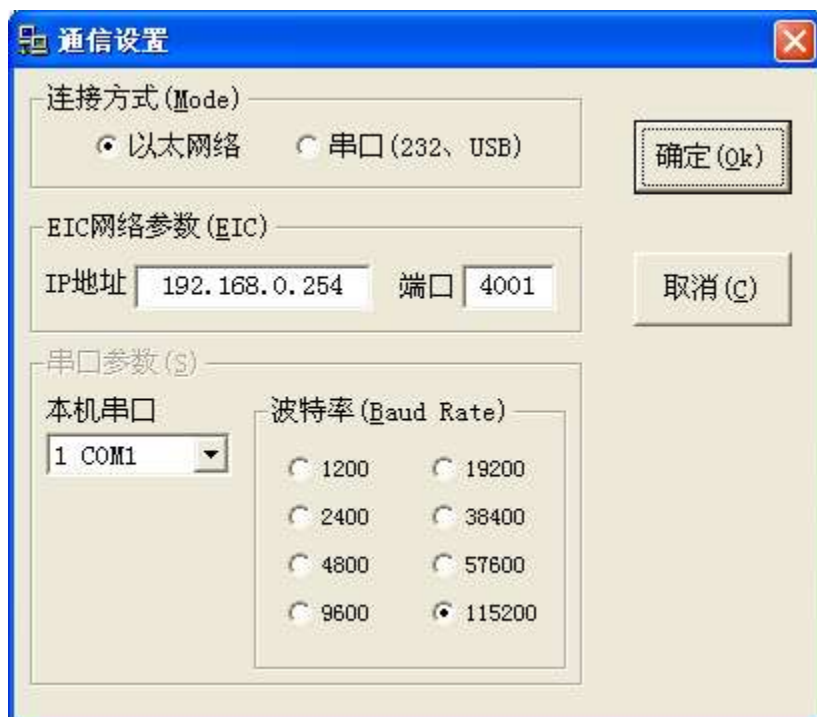 通信设置
连接方式(Mode)
以太网络 串口(232、USB)
确定(Ok)
EIC网络参数(EIC)
IP地址 192.168.0.254 端口 4001
取消(C)
串口参数(S)
本机串口
1 COM1
波特率(Baud Rate)
1200 19200
2400 38400
4800 57600
9600 115200